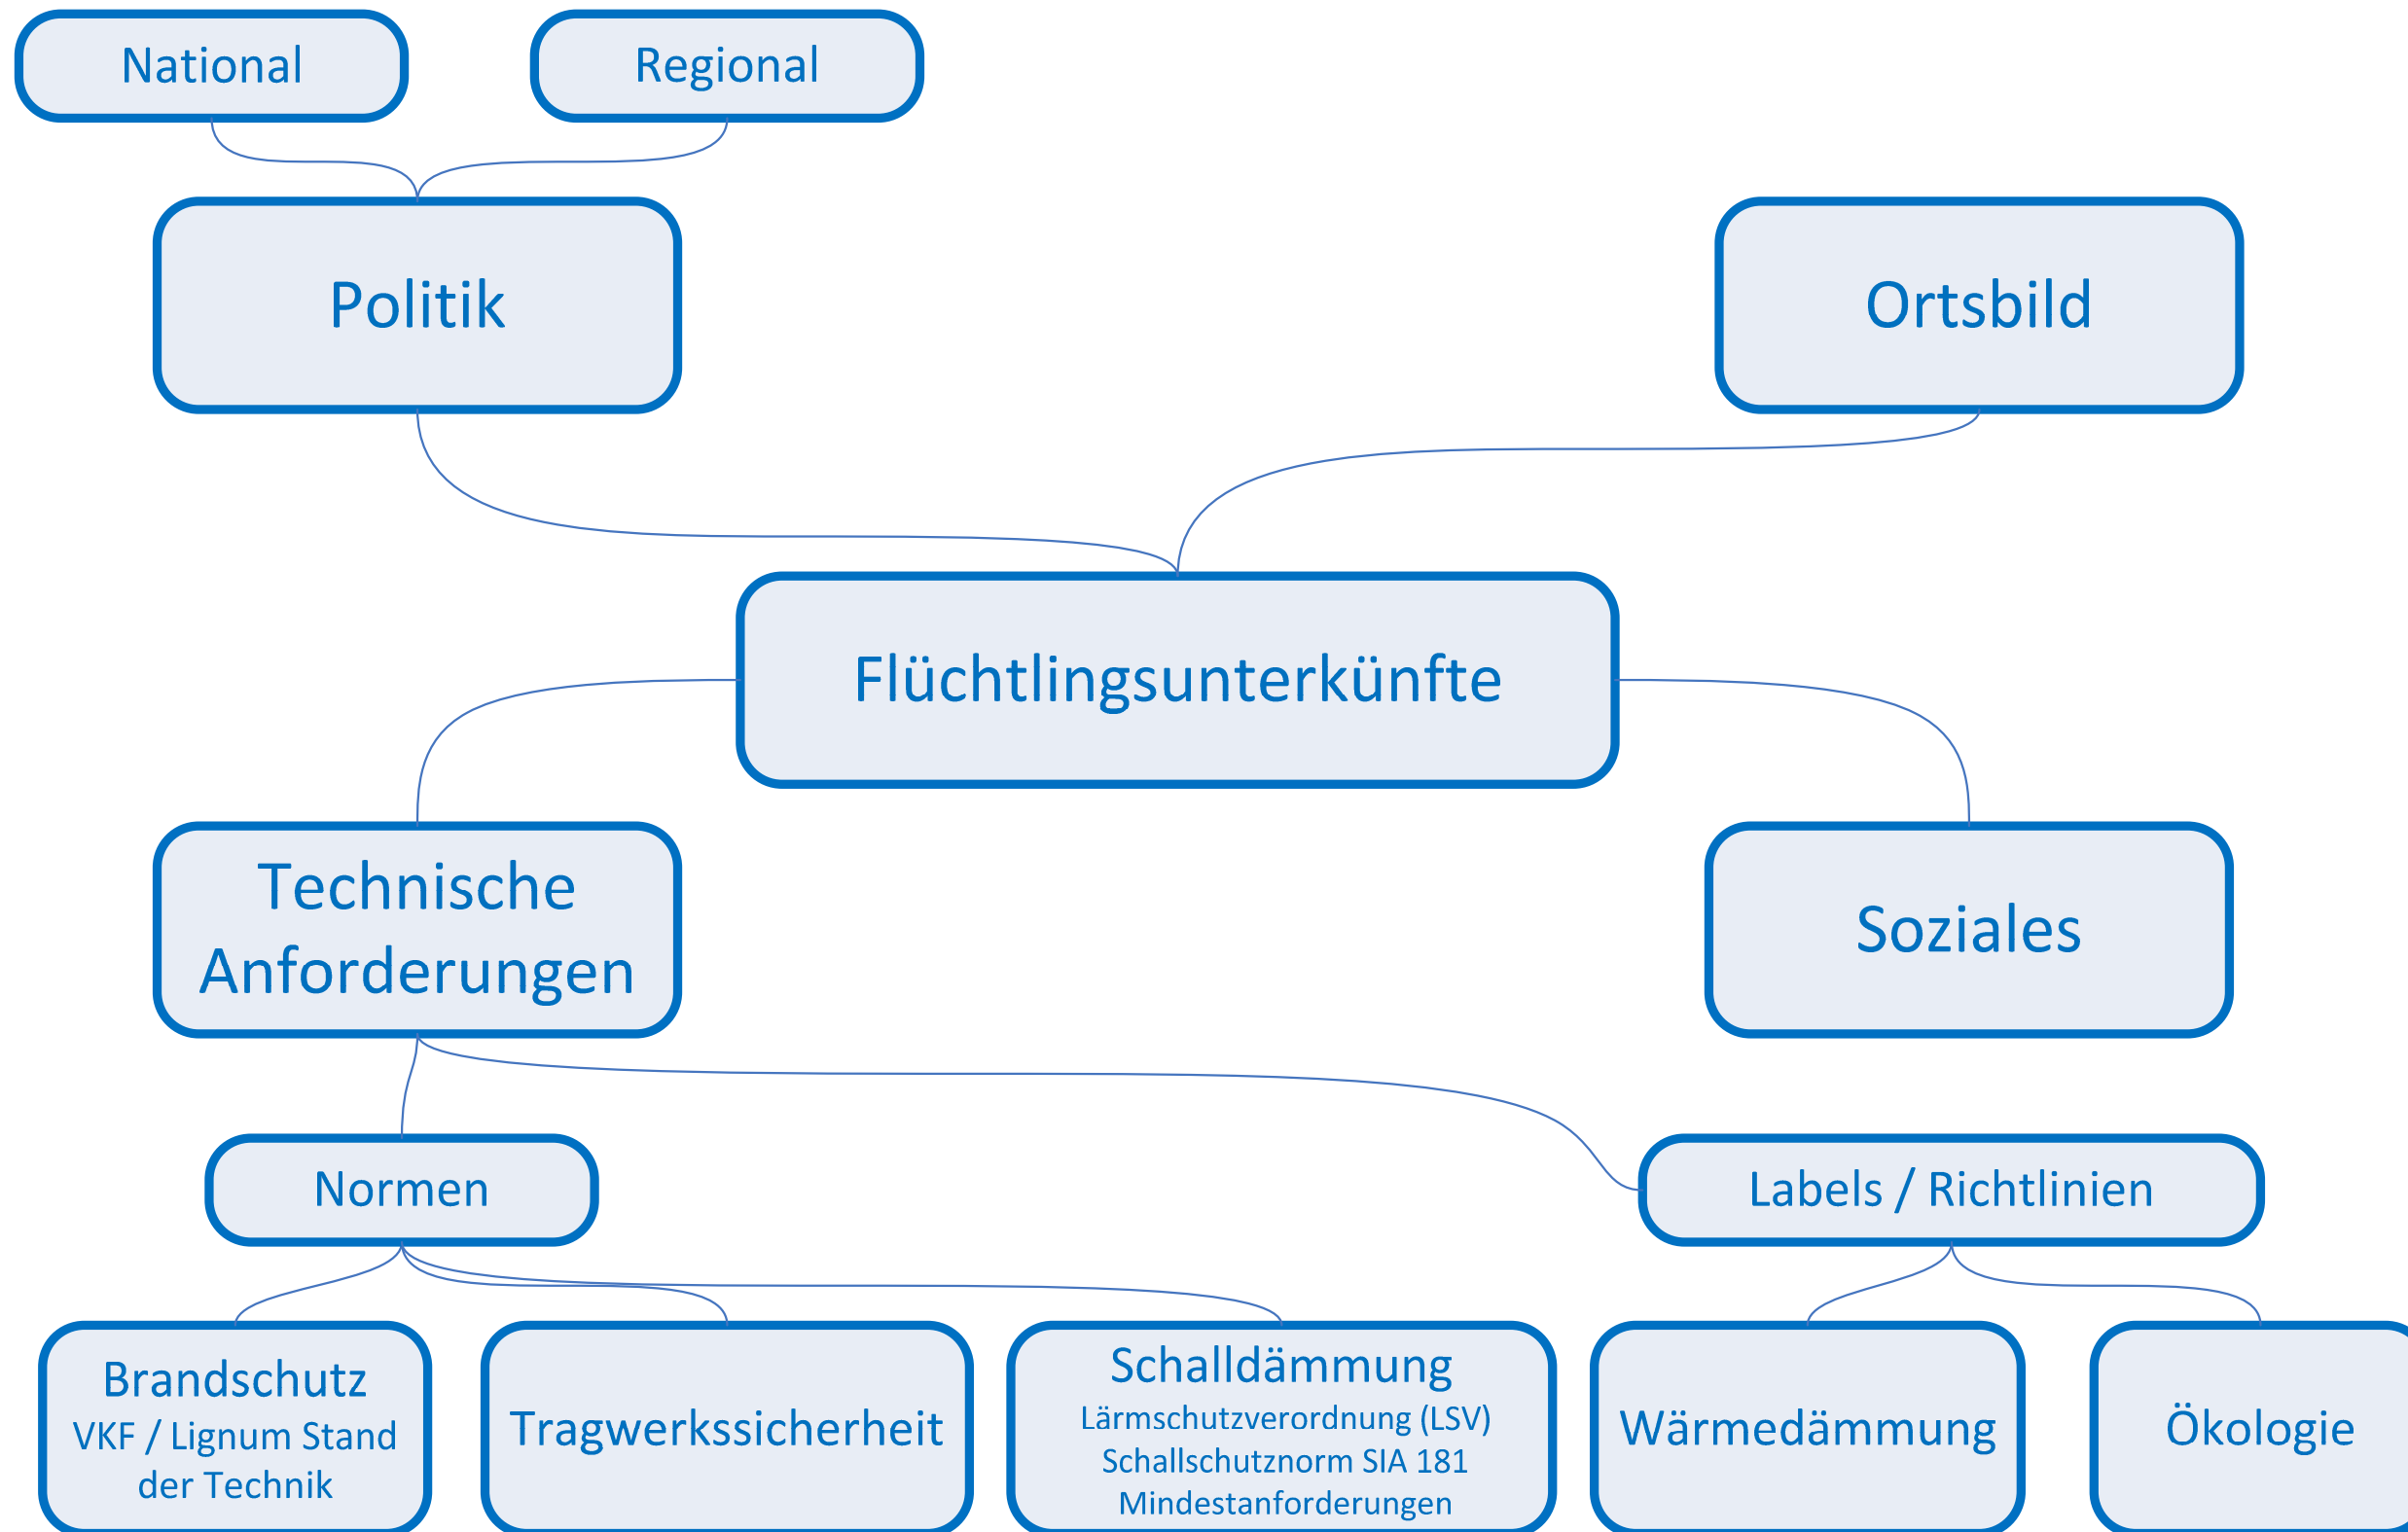 National
Regional
Politik
Ortsbild
Flüchtlingsunterkünfte
Technische
Anforderungen
Soziales
Normen
Labels / Richtlinien
Brandschutz
VKF / Lignum Stand
der Technik
Tragwerkssicherheit
Schalldämmung
Lärmschutzverordnung (LSV)
Schallschutznorm SIA 181
Mindestanforderungen
Wärmedämmung
Ökologie